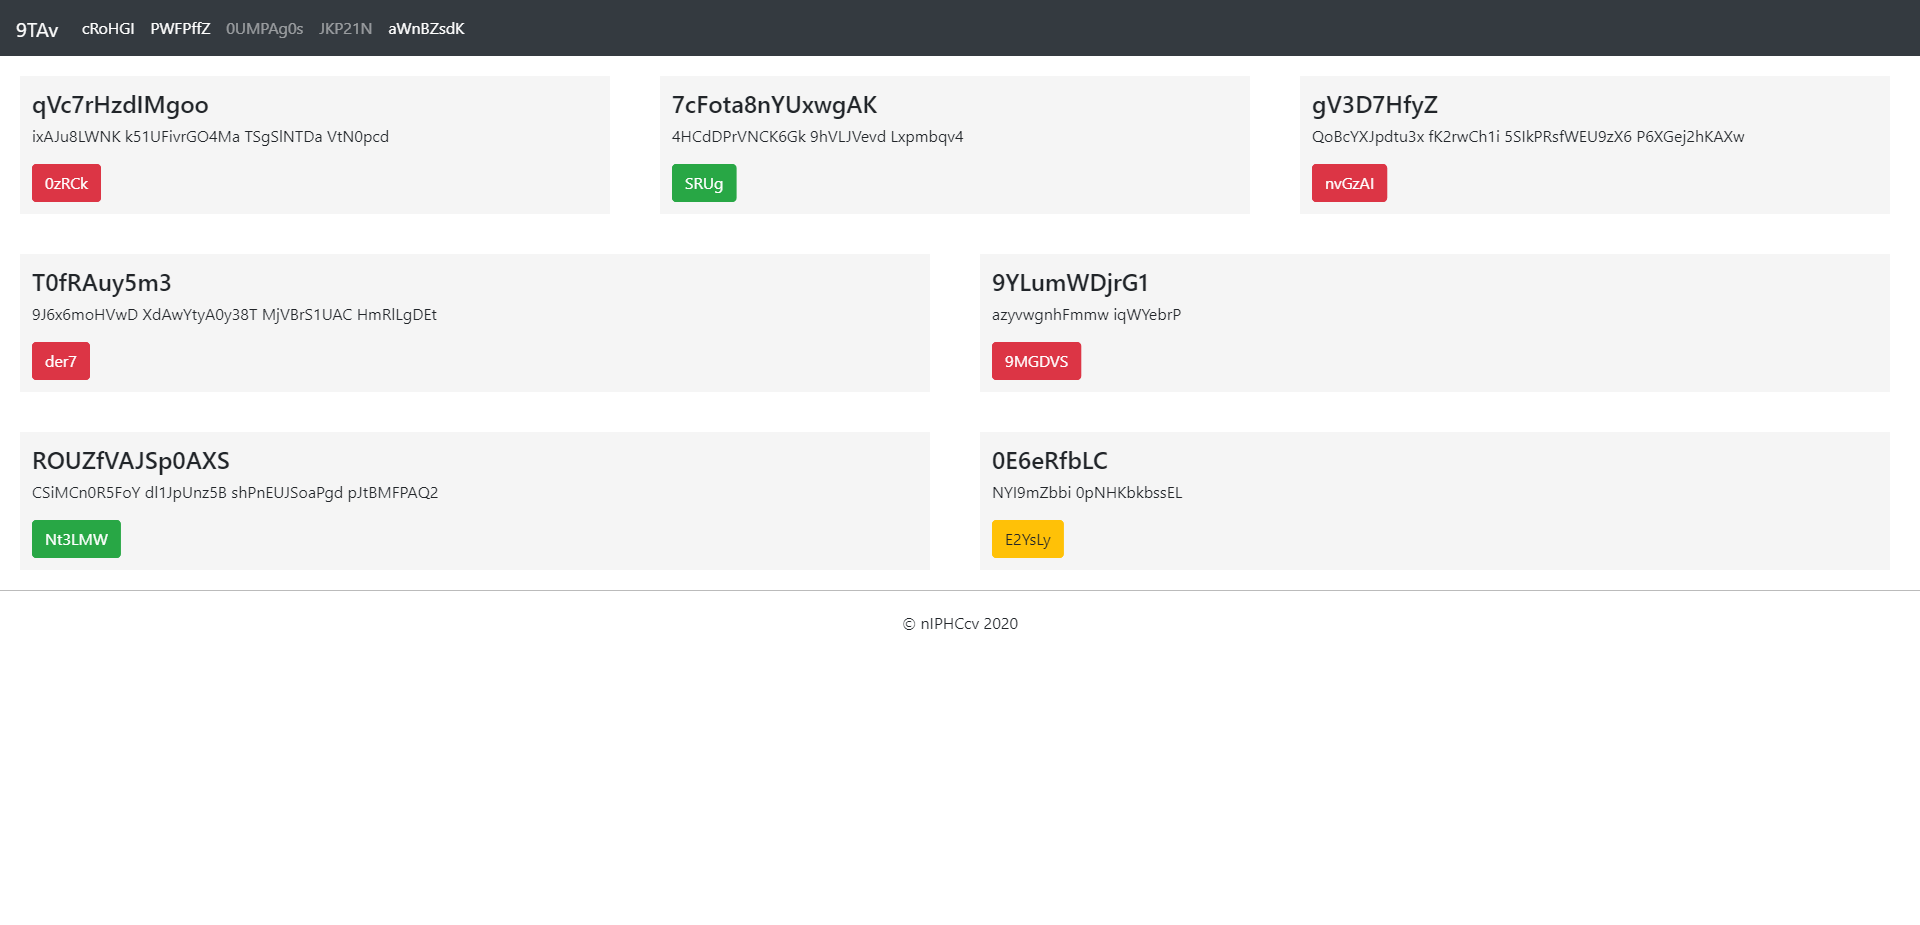 9TAv cRoHGI PWFPffZ 0UMPAg0s JKP21N aWnBZsdK
qVc7rHzdIMgoo
ixAJu8LWNK k51UFivrGO4Ma TSgSlNTDa VtN0pcd
0zRCk
7cFota8nYUxwgAK
4HCdDPrVNCK6Gk 9hVLJVevd Lxpmbqv4
SRUg
gV3D7HfyZ
QoBcYXJpdtu3x fK2rwCh1i 5SIkPRsfWEU9zX6 P6XGej2hKAXw
nvGzAI
T0fRAuy5m3
9J6x6moHVwD XdAwYtyA0y38T MjVBrS1UAC HmRlLgDEt
der7
9YLumWDjrG1
azyvwgnhFmmw iqWYebrP
9MGDVS
ROUZfVAJSp0AXS
CSiMCn0R5FoY dl1JpUnz5B shPnEUJSoaPgd pJtBMFPAQ2
Nt3LMW
0E6eRfbLC
NYI9mZbbi 0pNHKbkbssEL
E2YsLy
© nIPHCcv 2020